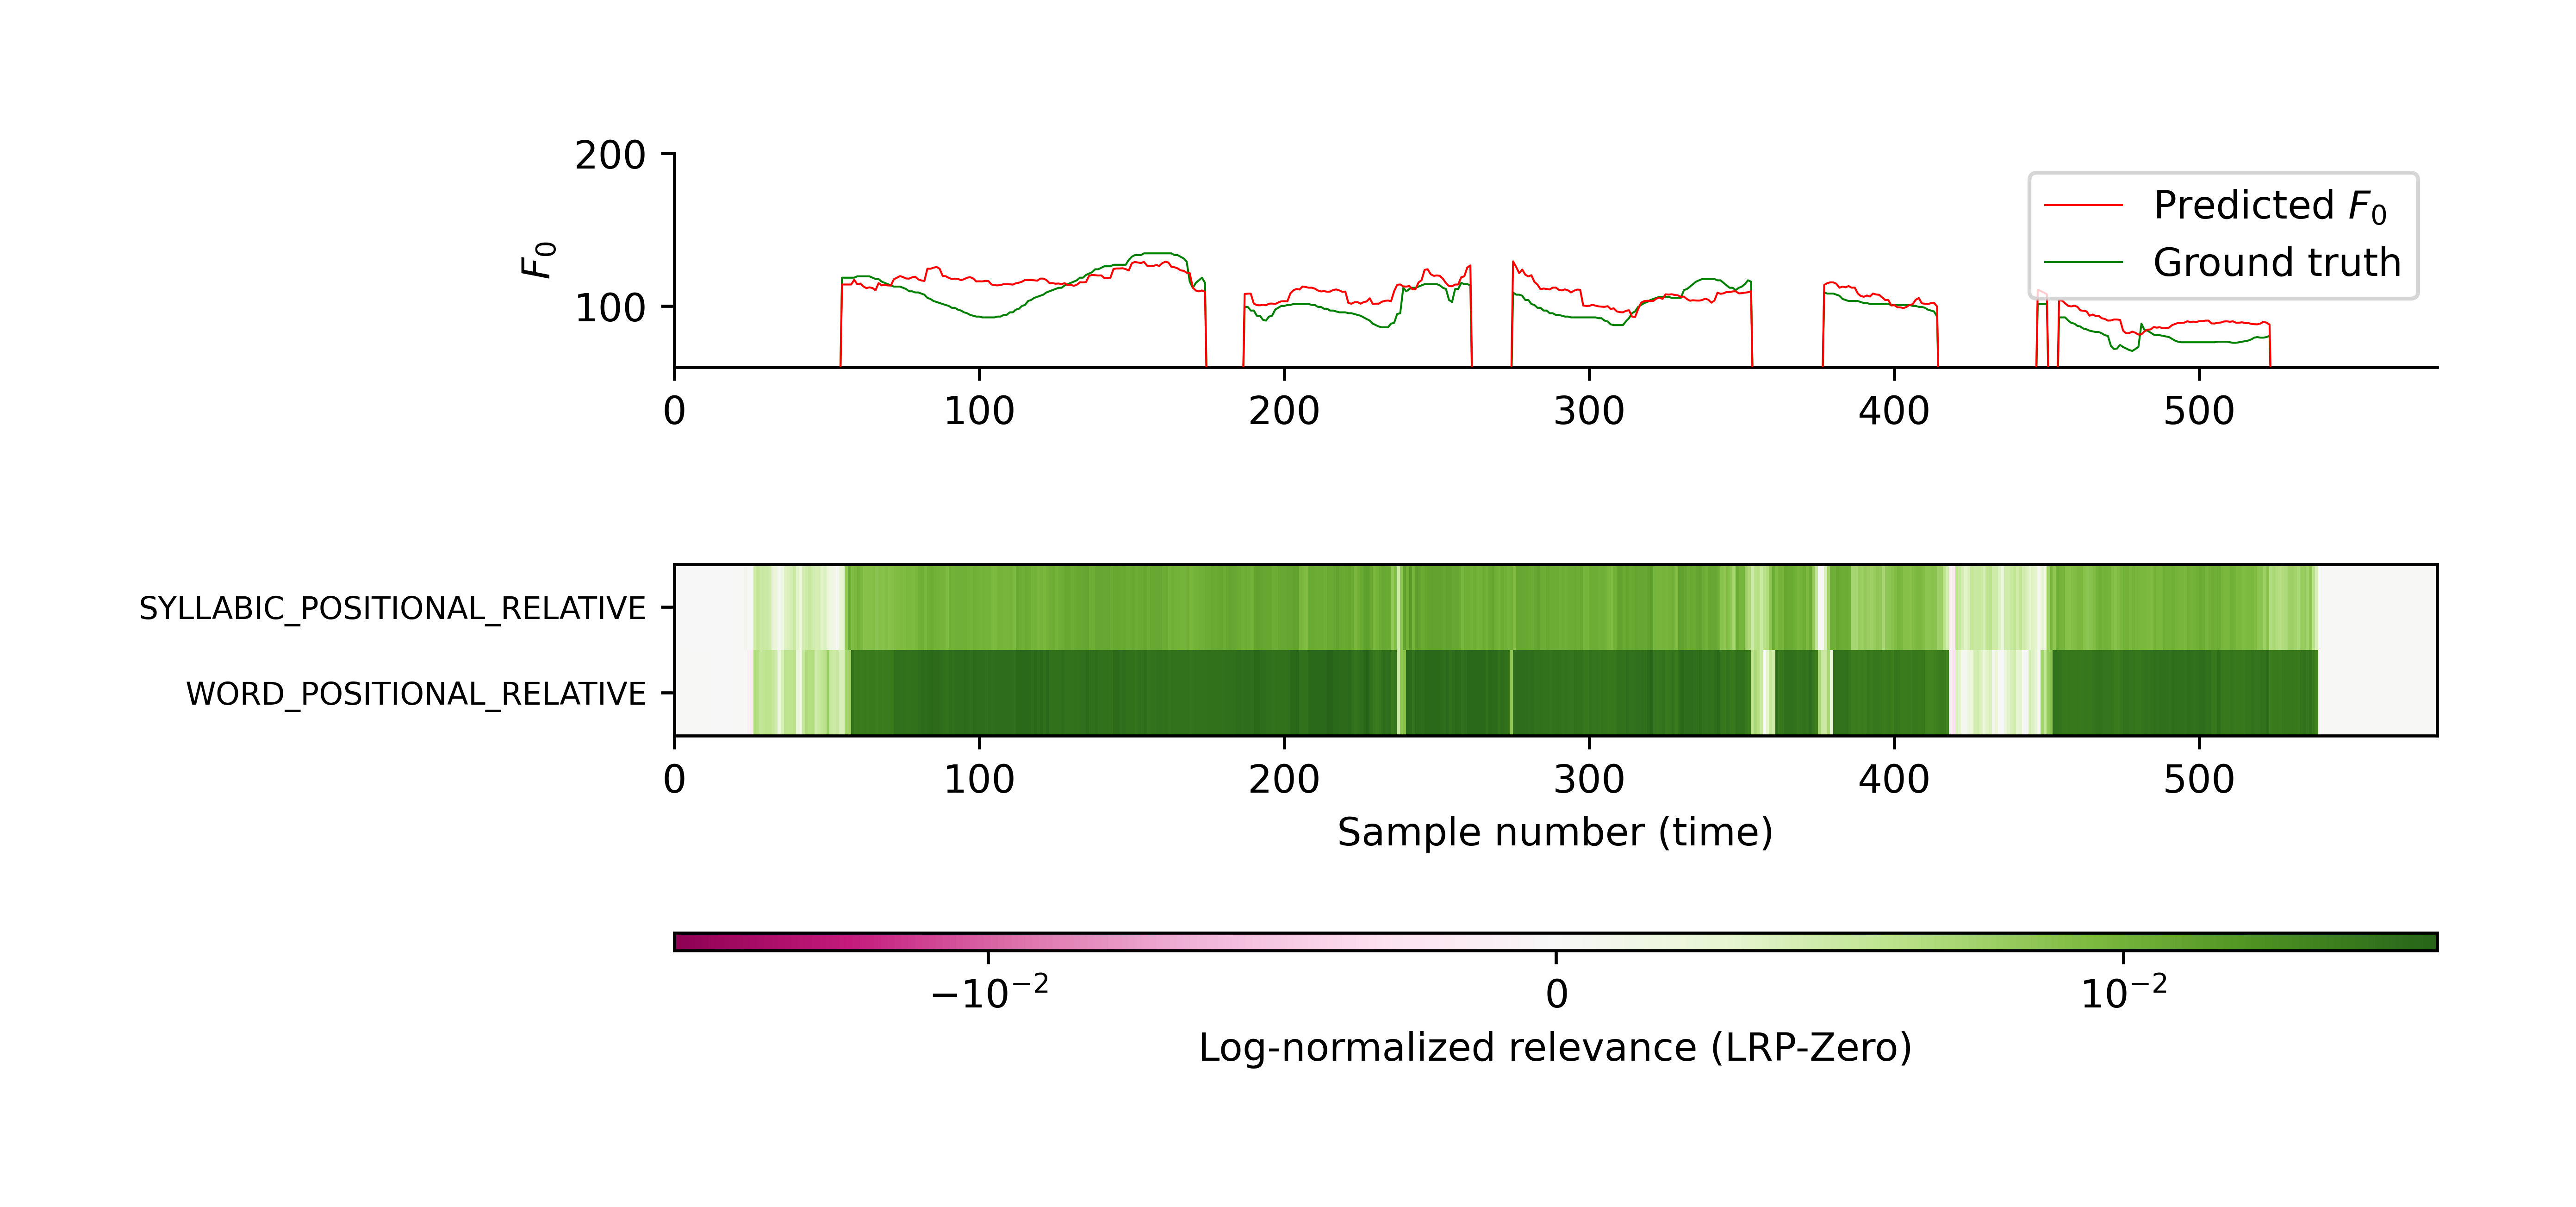 200
F₀
100
Predicted F₀
Ground truth
0 100 200 300 400 500
SYLLABIC_POSITIONAL_RELATIVE
WORD_POSITIONAL_RELATIVE
0 100 200 300 400 500
Sample number (time)
−10⁻² 0 10⁻²
Log-normalized relevance (LRP-Zero)